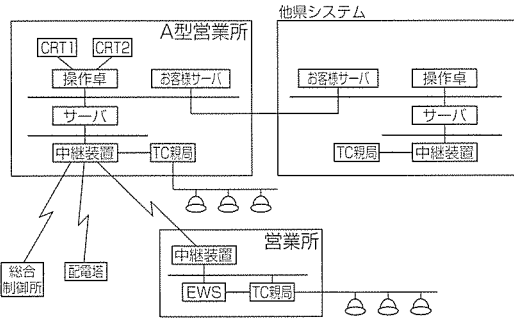 他県システム
A型営業所
CRT1
CRT2
操作卓
お客様サーバ
お客様サーバ
操作卓
サーバ
サーバ
中継装置
TC親局
TC親局
中継装置
営業所
中継装置
総合
制御所
配電塔
EWS
TC親局